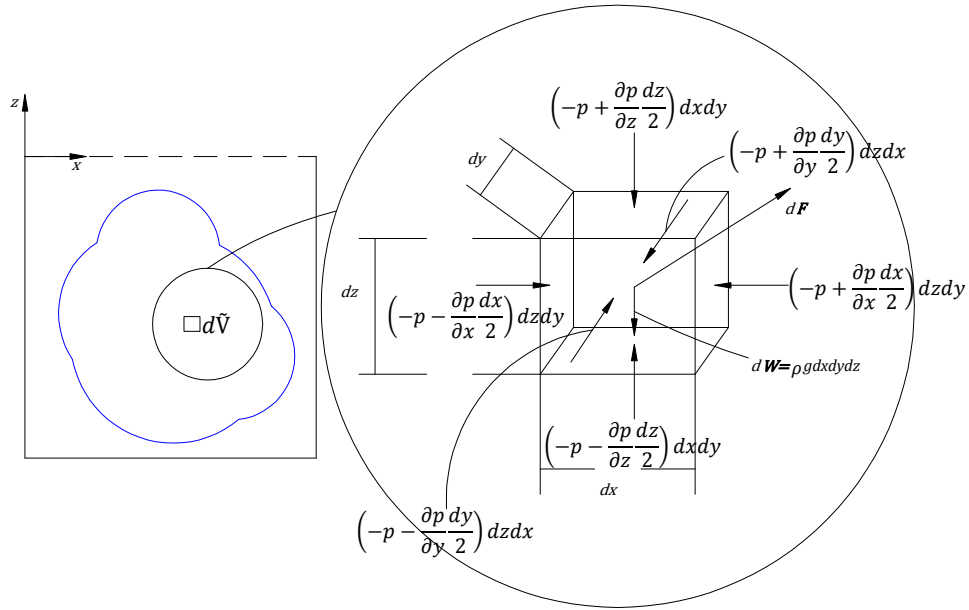 z
x
□dṼ
(-p + ∂p/∂z dz/2) dxdy
dy
(-p + ∂p/∂y dy/2) dzdx
dF
dz
(-p - ∂p/∂x dx/2) dzdy
(-p + ∂p/∂x dx/2) dzdy
dW=ρgdxdydz
(-p - ∂p/∂z dz/2) dxdy
dx
(-p - ∂p/∂y dy/2) dzdx